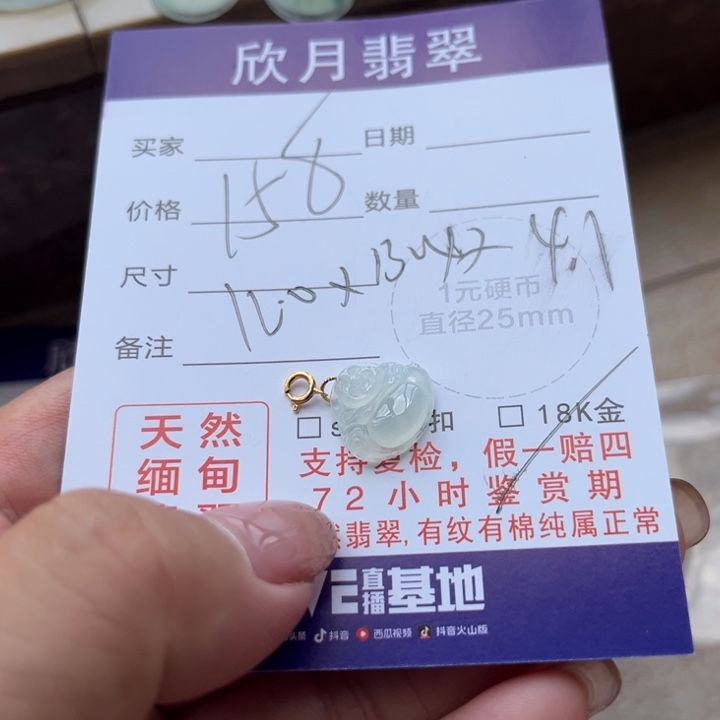 欣月翡翠
买家 日期
价格 158 数量
尺寸 12.0 x 13 4.1
1元硬币
直径25mm
备注
扣 18K金
天然
缅甸
支持复检，假一赔四
72小时鉴赏期
翡翠,有纹有棉纯属正常
直播基地
抖音 西瓜视频 抖音火山版